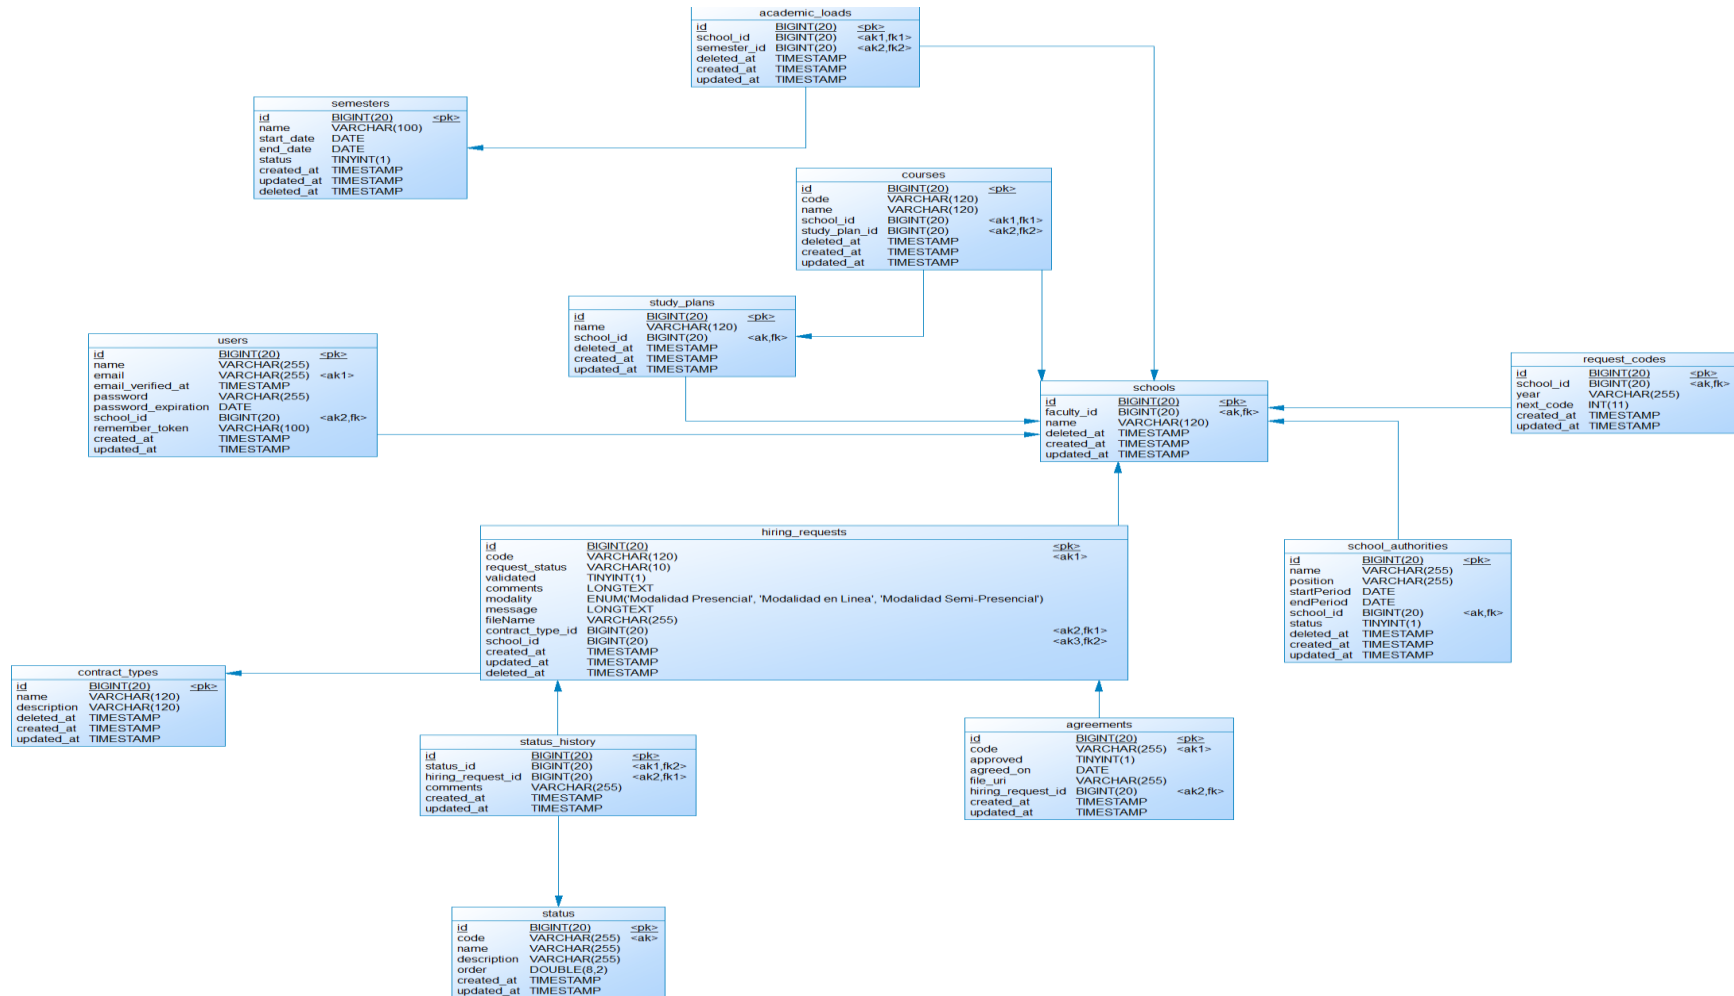 academic_loads
id BIGINT(20) <pk>
school_id BIGINT(20) <ak1,fk1>
semester_id BIGINT(20) <ak2,fk2>
deleted_at TIMESTAMP
created_at TIMESTAMP
updated_at TIMESTAMP
semesters
id BIGINT(20) <pk>
name VARCHAR(100)
start_date DATE
end_date DATE
status TINYINT(1)
created_at TIMESTAMP
updated_at TIMESTAMP
deleted_at TIMESTAMP
courses
id BIGINT(20) <pk>
code VARCHAR(120)
name VARCHAR(120)
school_id BIGINT(20) <ak1,fk1>
study_plan_id BIGINT(20) <ak2,fk2>
deleted_at TIMESTAMP
created_at TIMESTAMP
updated_at TIMESTAMP
study_plans
id BIGINT(20) <pk>
name VARCHAR(120)
school_id BIGINT(20) <ak,fk>
deleted_at TIMESTAMP
created_at TIMESTAMP
updated_at TIMESTAMP
users
id BIGINT(20) <pk>
name VARCHAR(255)
email VARCHAR(255) <ak1>
email_verified_at TIMESTAMP
password VARCHAR(255)
password_expiration DATE
school_id BIGINT(20) <ak2,fk>
remember_token VARCHAR(100)
created_at TIMESTAMP
updated_at TIMESTAMP
schools
id BIGINT(20) <pk>
faculty_id BIGINT(20) <ak,fk>
name VARCHAR(120)
deleted_at TIMESTAMP
created_at TIMESTAMP
updated_at TIMESTAMP
request_codes
id BIGINT(20) <pk>
school_id BIGINT(20) <ak,fk>
year VARCHAR(255)
next_code INT(11)
created_at TIMESTAMP
updated_at TIMESTAMP
hiring_requests
id BIGINT(20) <pk>
code VARCHAR(120) <ak1>
request_status VARCHAR(10)
validated TINYINT(1)
comments LONGTEXT
modality ENUM('Modalidad Presencial', 'Modalidad en Linea', 'Modalidad Semi-Presencial')
message LONGTEXT
fileName VARCHAR(255)
contract_type_id BIGINT(20) <ak2,fk1>
school_id BIGINT(20) <ak3,fk2>
created_at TIMESTAMP
updated_at TIMESTAMP
deleted_at TIMESTAMP
school_authorities
id BIGINT(20) <pk>
name VARCHAR(255)
position VARCHAR(255)
startPeriod DATE
endPeriod DATE
school_id BIGINT(20) <ak,fk>
status TINYINT(1)
deleted_at TIMESTAMP
created_at TIMESTAMP
updated_at TIMESTAMP
contract_types
id BIGINT(20) <pk>
name VARCHAR(120)
description VARCHAR(120)
deleted_at TIMESTAMP
created_at TIMESTAMP
updated_at TIMESTAMP
status_history
id BIGINT(20) <pk>
status_id BIGINT(20) <ak1,fk2>
hiring_request_id BIGINT(20) <ak2,fk1>
comments VARCHAR(255)
created_at TIMESTAMP
updated_at TIMESTAMP
agreements
id BIGINT(20) <pk>
code VARCHAR(255) <ak1>
approved TINYINT(1)
agreed_on DATE
file_uri VARCHAR(255)
hiring_request_id BIGINT(20) <ak2,fk>
created_at TIMESTAMP
updated_at TIMESTAMP
status
id BIGINT(20) <pk>
code VARCHAR(255) <ak>
name VARCHAR(255)
description VARCHAR(255)
order DOUBLE(8,2)
created_at TIMESTAMP
updated_at TIMESTAMP